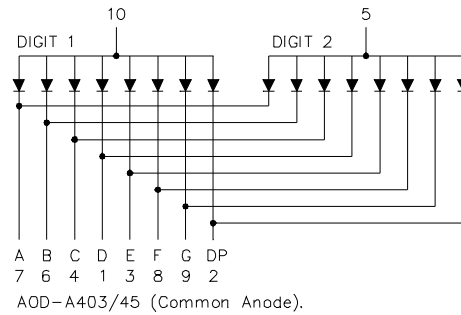 10 5
DIGIT 1 DIGIT 2
A B C D E F G DP
7 6 4 1 3 8 9 2
AOD-A403/45 (Common Anode).